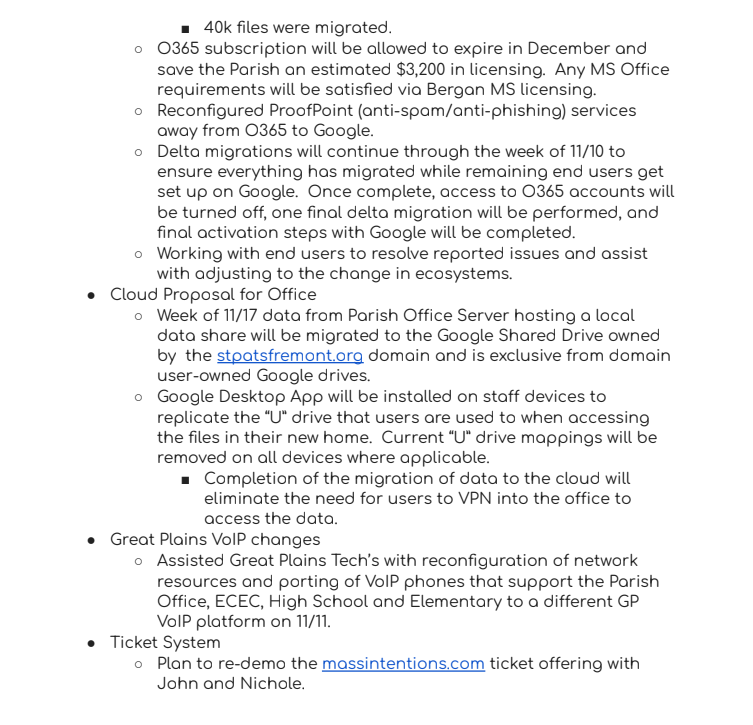 ■ 40k files were migrated.
○ O365 subscription will be allowed to expire in December and
save the Parish an estimated $3,200 in licensing.  Any MS Office
requirements will be satisfied via Bergan MS licensing.
○ Reconfigured ProofPoint (anti-spam/anti-phishing) services
away from O365 to Google.
○ Delta migrations will continue through the week of 11/10 to
ensure everything has migrated while remaining end users get
set up on Google.  Once complete, access to O365 accounts will
be turned off, one final delta migration will be performed, and
final activation steps with Google will be completed.
○ Working with end users to resolve reported issues and assist
with adjusting to the change in ecosystems.
● Cloud Proposal for Office
○ Week of 11/17 data from Parish Office Server hosting a local
data share will be migrated to the Google Shared Drive owned
by  the stpatsfremont.org domain and is exclusive from domain
user-owned Google drives.
○ Google Desktop App will be installed on staff devices to
replicate the “U” drive that users are used to when accessing
the files in their new home.  Current “U” drive mappings will be
removed on all devices where applicable.
■ Completion of the migration of data to the cloud will
eliminate the need for users to VPN into the office to
access the data.
● Great Plains VoIP changes
○ Assisted Great Plains Tech’s with reconfiguration of network
resources and porting of VoIP phones that support the Parish
Office, ECEC, High School and Elementary to a different GP
VoIP platform on 11/11.
● Ticket System
○ Plan to re-demo the massintentions.com ticket offering with
John and Nichole.